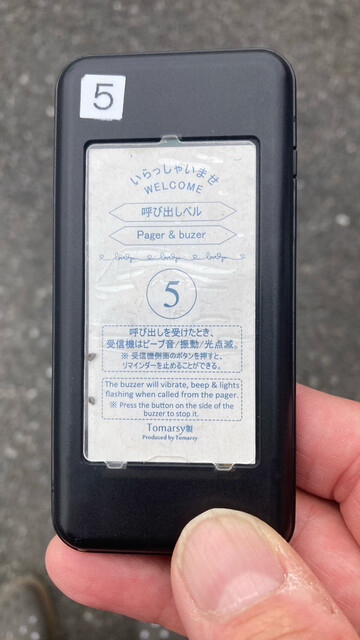 5
いらっしゃいませ
WELCOME
呼び出しベル
Pager & buzer
5
呼び出しを受けたとき、
受信機はビープ音/振動/光点滅。
※ 受信機側面のボタンを押すと、
リマインダーを止めることができる。
The buzzer will vibrate, beep & lights
flashing when called from the pager.
※ Press the button on the side of the
buzzer to stop it.
Tomarsy製
Produced by Tomarsy